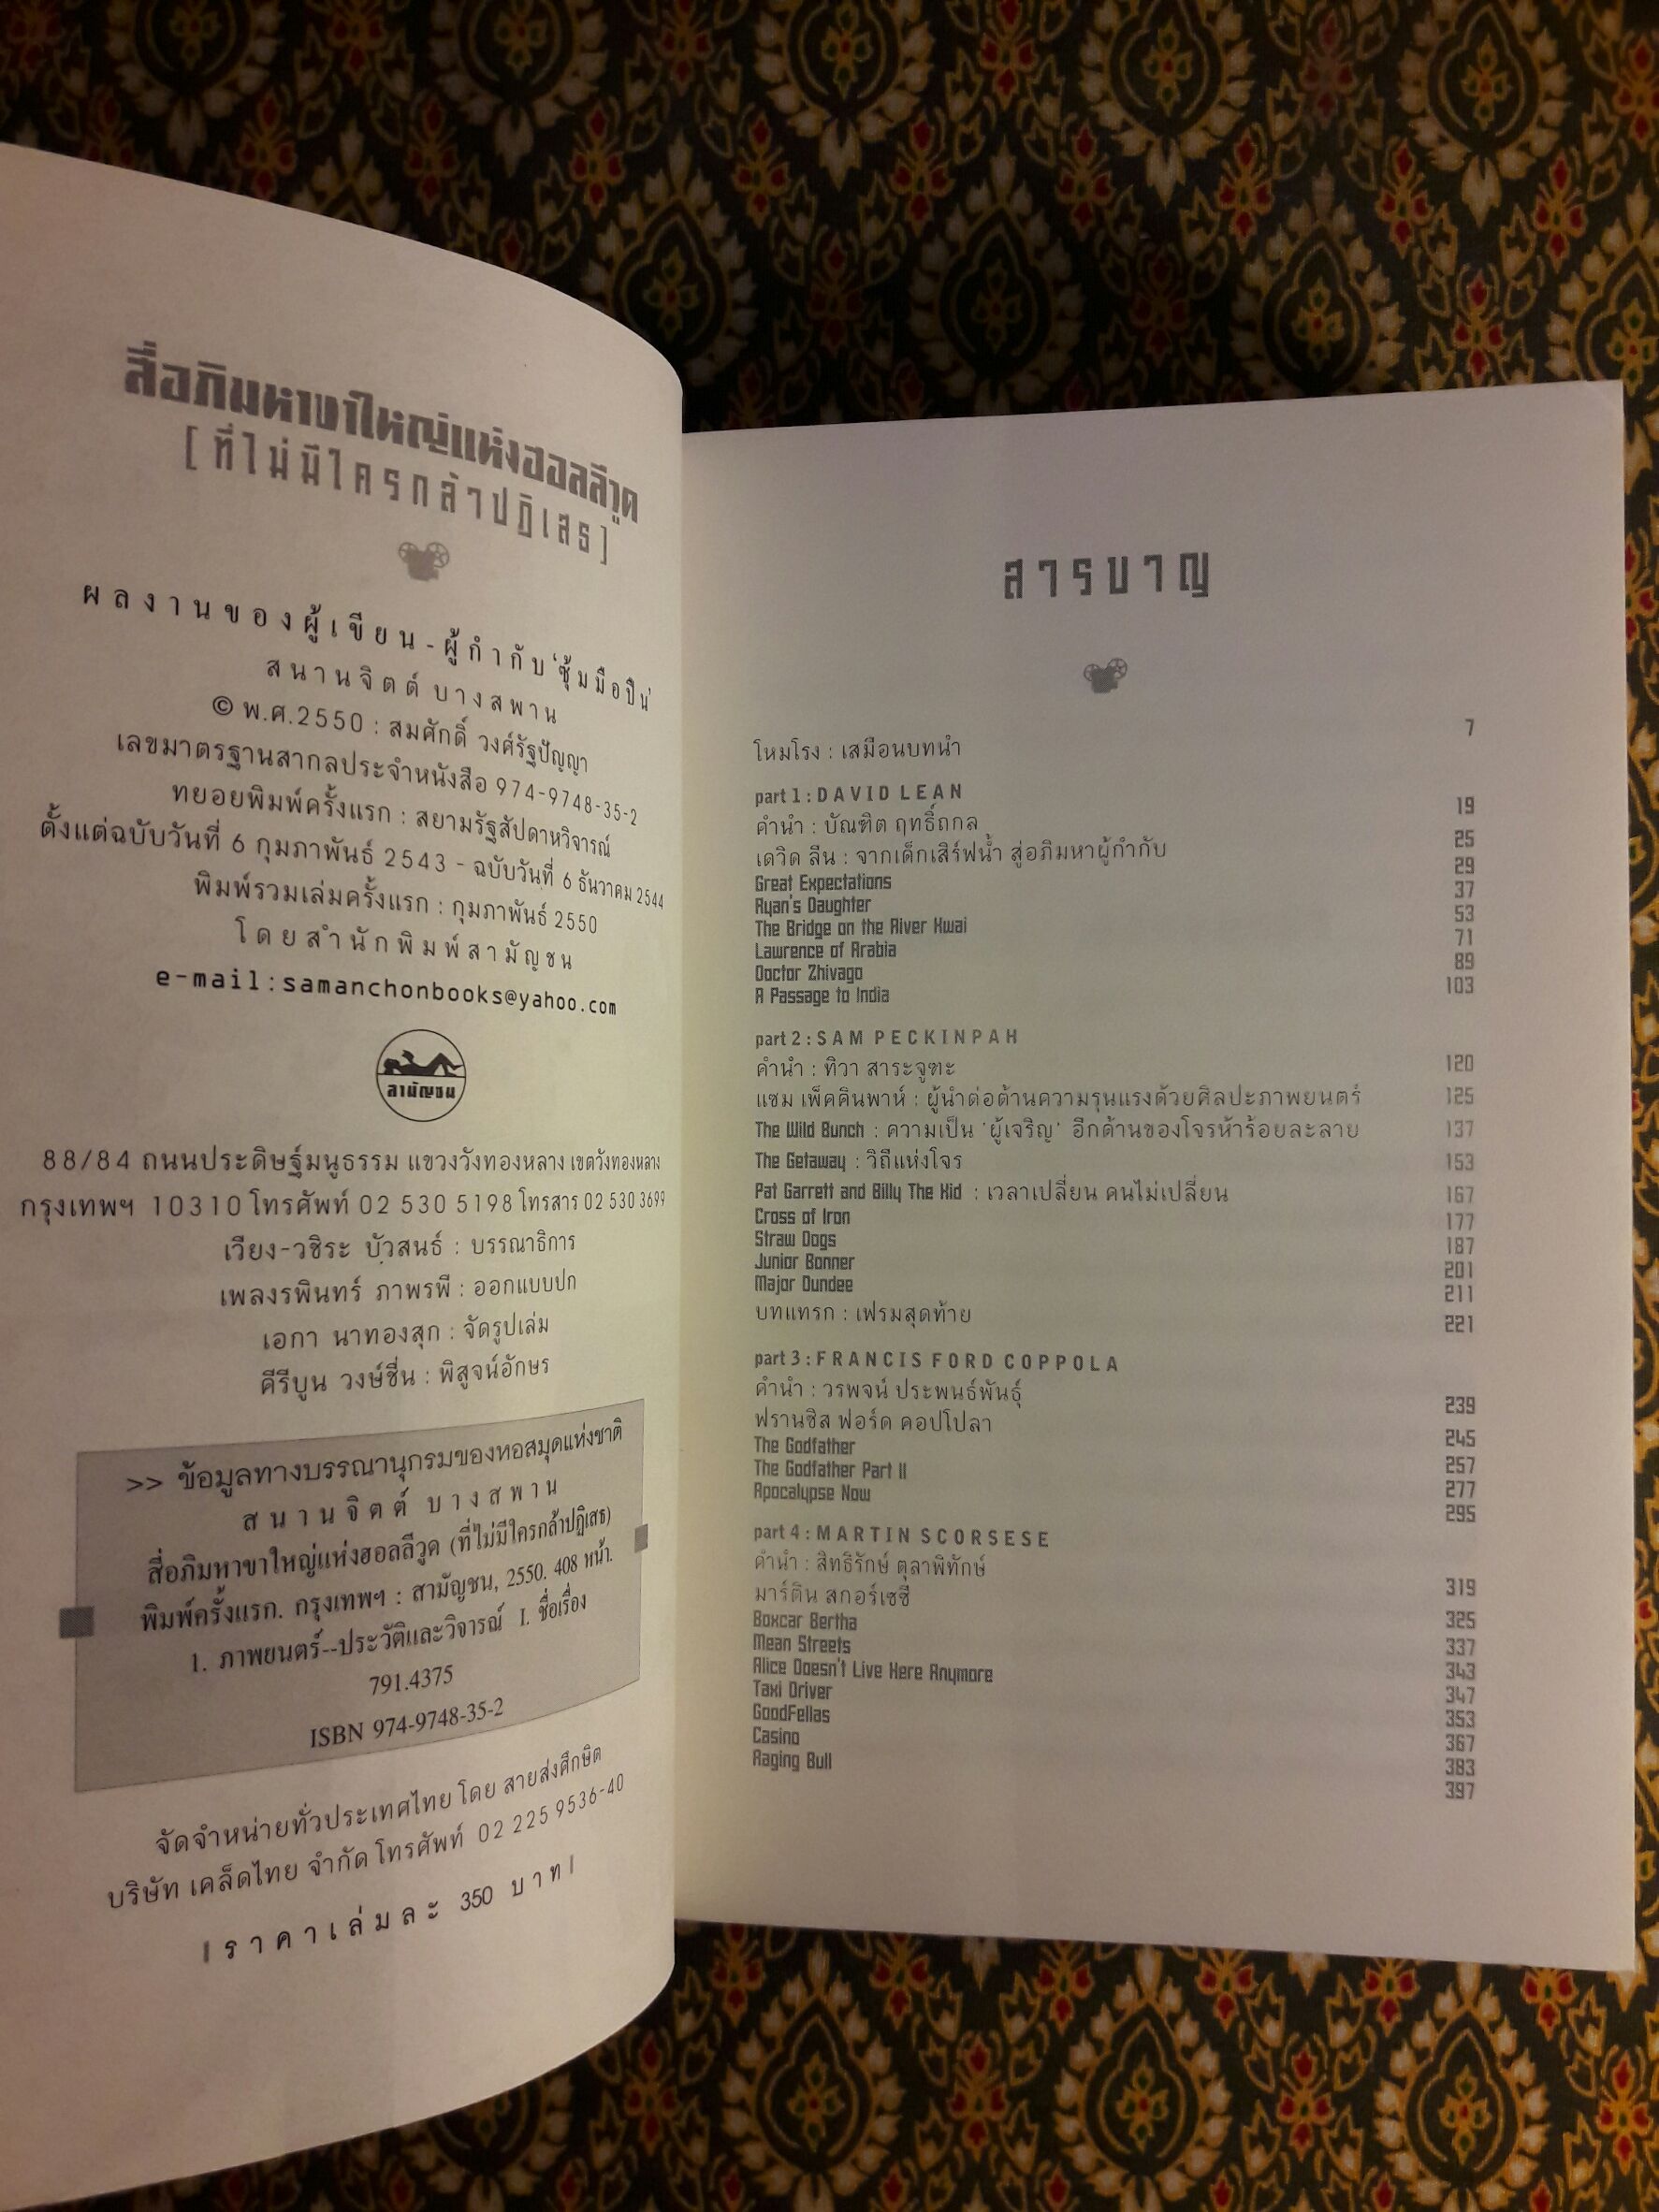 สี่อภิมหาขาใหญ่แห่งฮอลลีวูด
[ที่ไม่มีใครกล้าปฏิเสธ]
ผลงานของผู้เขียน-ผู้กำกับ 'ซุ้มมือปืน'
สนานจิตต์ บางสพาน
© พ.ศ.2550 : สมศักดิ์ วงศ์รัฐปัญญา
เลขมาตรฐานสากลประจำหนังสือ 974-9748-35-2
ทยอยพิมพ์ครั้งแรก : สยามรัฐสัปดาหวิจารณ์
ตั้งแต่ฉบับวันที่ 6 กุมภาพันธ์ 2543 - ฉบับวันที่ 6 ธันวาคม 2544
พิมพ์รวมเล่มครั้งแรก : กุมภาพันธ์ 2550
โดยสำนักพิมพ์สามัญชน
e-mail:samanchonbooks@yahoo.com
สามัญชน
88/84 ถนนประดิษฐ์มนูธรรม แขวงวังทองหลาง เขตวังทองหลาง
กรุงเทพฯ 10310 โทรศัพท์ 02 530 5198 โทรสาร 02 530 3699
เวียง-วชิระ บัวสนธ์ : บรรณาธิการ
เพลงรพินทร์ ภาพรพี : ออกแบบปก
เอกา นาทองสุก : จัดรูปเล่ม
คีรีบูน วงษ์ชื่น : พิสูจน์อักษร
>> ข้อมูลทางบรรณานุกรมของหอสมุดแห่งชาติ
สนานจิตต์ บางสพาน
สี่อภิมหาขาใหญ่แห่งฮอลลีวูด (ที่ไม่มีใครกล้าปฏิเสธ)
พิมพ์ครั้งแรก. กรุงเทพฯ : สามัญชน, 2550. 408 หน้า.
1. ภาพยนตร์--ประวัติและวิจารณ์ I. ชื่อเรื่อง
791.4375
ISBN 974-9748-35-2
จัดจำหน่ายทั่วประเทศไทย โดย สายส่งศึกษิต
บริษัท เคล็ดไทย จำกัด โทรศัพท์ 02 225 9536-40
|ราคาเล่มละ 350 บาท|
สารบาญ
โหมโรง : เสมือนบทนำ 7
part 1 : DAVID LEAN
คำนำ : บัณฑิต ฤทธิ์ถกล 19
เดวิด ลีน : จากเด็กเสิร์ฟน้ำ สู่อภิมหาผู้กำกับ 25
Great Expectations 29
Ryan's Daughter 37
The Bridge on the River Kwai 53
Lawrence of Arabia 71
Doctor Zhivago 89
A Passage to India 103
part 2 : SAM PECKINPAH
คำนำ : ทิวา สาระจูฑะ 120
แซม เพ็คคินพาห์ : ผู้นำต่อต้านความรุนแรงด้วยศิลปะภาพยนตร์ 125
The Wild Bunch : ความเป็น 'ผู้เจริญ' อีกด้านของโจรห้าร้อยละลาย 137
The Getaway : วิถีแห่งโจร 153
Pat Garrett and Billy The Kid : เวลาเปลี่ยน คนไม่เปลี่ยน 167
Cross of Iron 177
Straw Dogs 187
Junior Bonner 201
Major Dundee 211
บทแทรก : เฟรมสุดท้าย 221
part 3 : FRANCIS FORD COPPOLA
คำนำ : วรพจน์ ประพนธ์พันธุ์ 239
ฟรานซิส ฟอร์ด คอปโปลา 245
The Godfather 257
The Godfather Part II 277
Apocalypse Now 295
part 4 : MARTIN SCORSESE
คำนำ : สิทธิรักษ์ ตุลาพิทักษ์ 319
มาร์ติน สกอร์เซซี 325
Boxcar Bertha 337
Mean Streets 343
Alice Doesn't Live Here Anymore 347
Taxi Driver 353
GoodFellas 367
Casino 383
Raging Bull 397